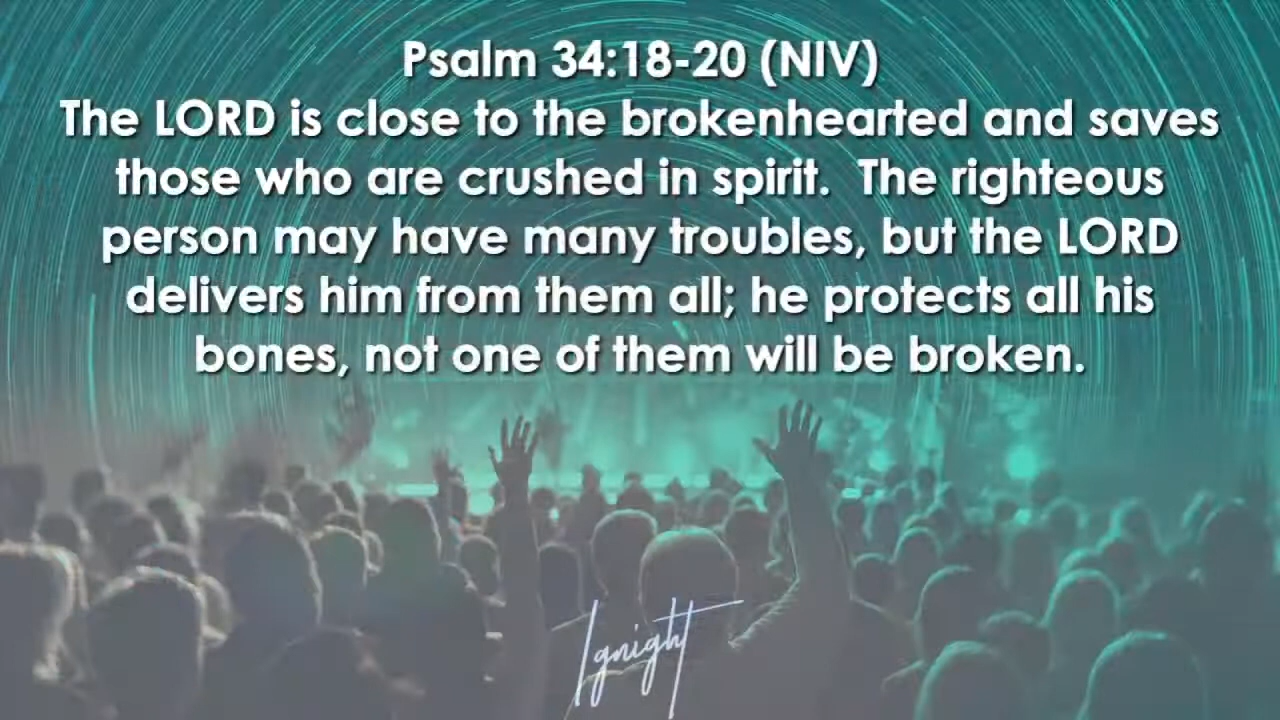 Psalm 34:18-20 (NIV)
The LORD is close to the brokenhearted and saves
those who are crushed in spirit.  The righteous
person may have many troubles, but the LORD
delivers him from them all; he protects all his
bones, not one of them will be broken.
Ignight